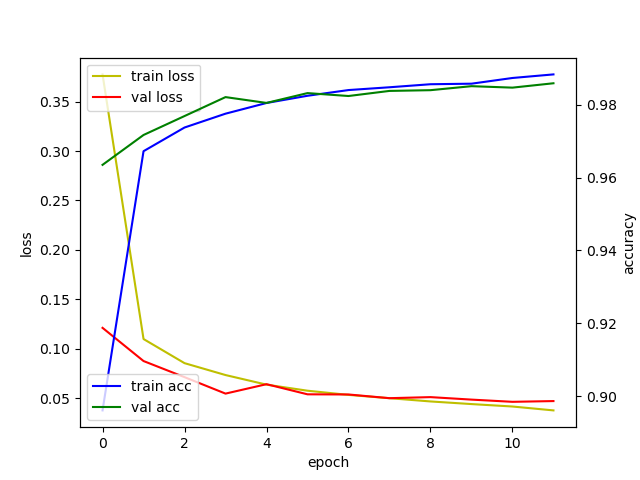 train loss
val loss
train acc
val acc
0.35
0.30
0.25
0.20
0.15
0.10
0.05
loss
0.98
0.96
0.94
0.92
0.90
accuracy
0 2 4 6 8 10
epoch